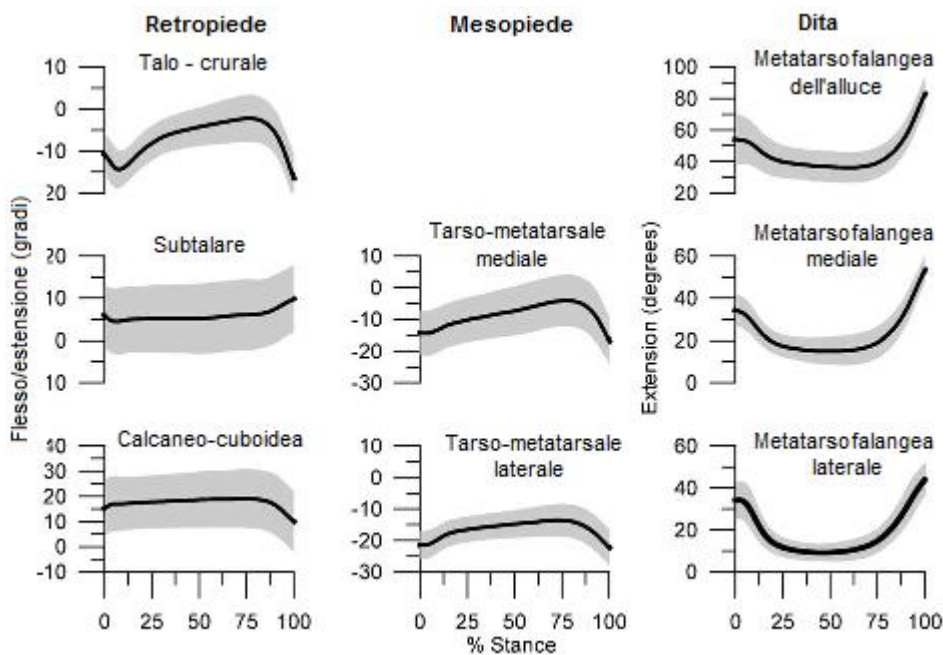 Retropiede
Mesopiede
Dita
Flesso/estensione (gradi)
Talo - crurale
10
0
-10
20
Subtalare
20
10
0
10
Calcaneo-cuboidea
40
30
20
10
0
-10
0 25 50 75 100
Tarso-metatarsale
mediale
10
0
-10
-20
-30
Tarso-metatarsale
laterale
10
0
-10
-20
-30
0 25 50 75 100
% Stance
Extension (degrees)
Metatarsofalangea
dell'alluce
100
80
60
40
20
Metatarsofalangea
mediale
60
40
20
0
Metatarsofalangea
laterale
60
40
20
0
0 25 50 75 100